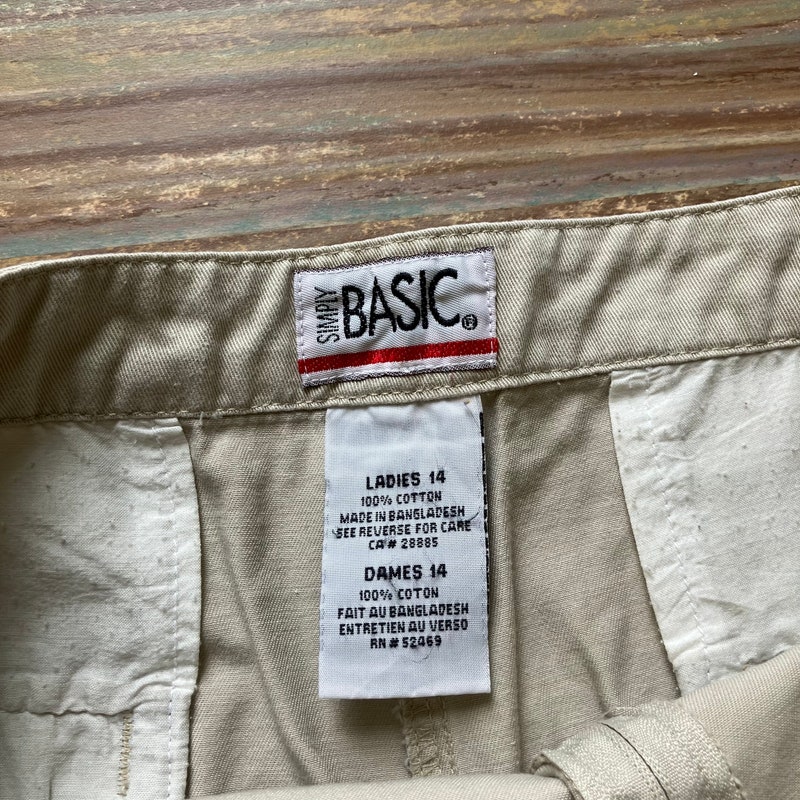 SIMPLY
BASIC®
LADIES 14
100% COTTON
MADE IN BANGLADESH
SEE REVERSE FOR CARE
CA# 28885
DAMES 14
100% COTON
FAIT AU BANGLADESH
ENTRETIEN AU VERSO
RN# 52469